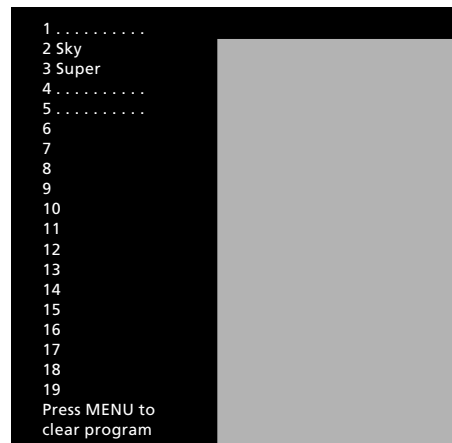 1 . . . . . . . . . .
2 Sky
3 Super
4 . . . . . . . . . .
5 . . . . . . . . . .
6
7
8
9
10
11
12
13
14
15
16
17
18
19
Press MENU to
clear program